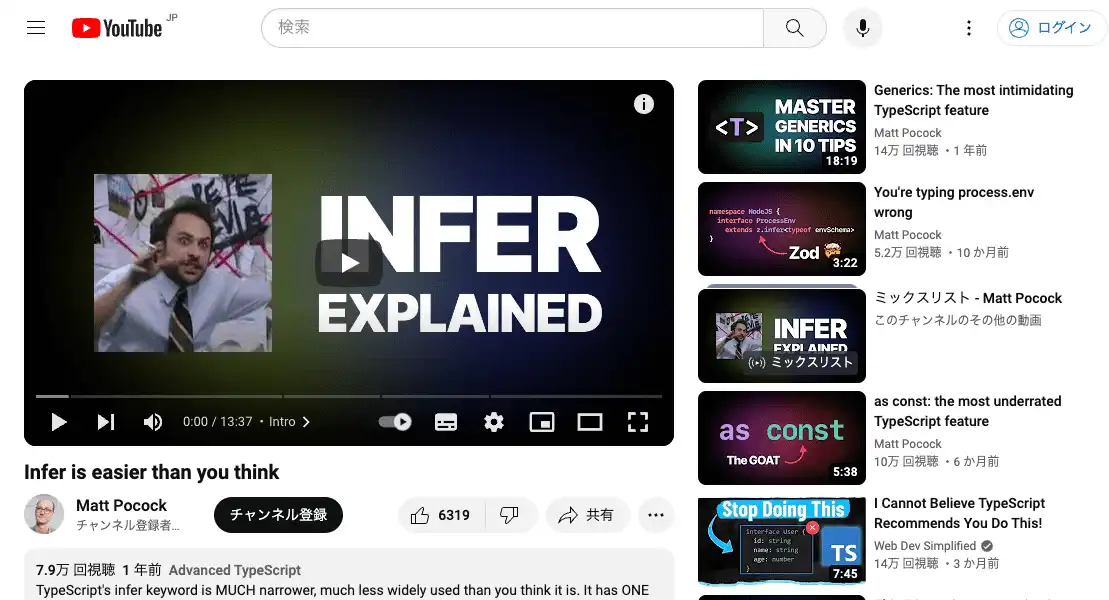 YouTube JP
検索
ログイン
INFER
EXPLAINED
0:00 / 13:37 • Intro
Infer is easier than you think
Matt Pocock
チャンネル登録者…
チャンネル登録
6319
共有
7.9万 回視聴 1 年前 Advanced TypeScript
TypeScript's infer keyword is MUCH narrower, much less widely used than you think it is. It has ONE
<T>
MASTER
GENERICS
IN 10 TIPS
18:19
Generics: The most intimidating
TypeScript feature
Matt Pocock
14万 回視聴 ・1 年前
namespace NodeJS {
interface ProcessEnv
extends z.infer<typeof envSchema>
}
Zod
3:22
You're typing process.env
wrong
Matt Pocock
5.2万 回視聴 ・10 か月前
INFER
EXPLAINED
ミックスリスト
ミックスリスト - Matt Pocock
このチャンネルのその他の動画
as const
The GOAT
5:38
as const: the most underrated
TypeScript feature
Matt Pocock
10万 回視聴 ・6 か月前
Stop Doing This
interface User {
id: string
name: string
age: number
}
TS
7:45
I Cannot Believe TypeScript
Recommends You Do This!
Web Dev Simplified
14万 回視聴 ・3 か月前